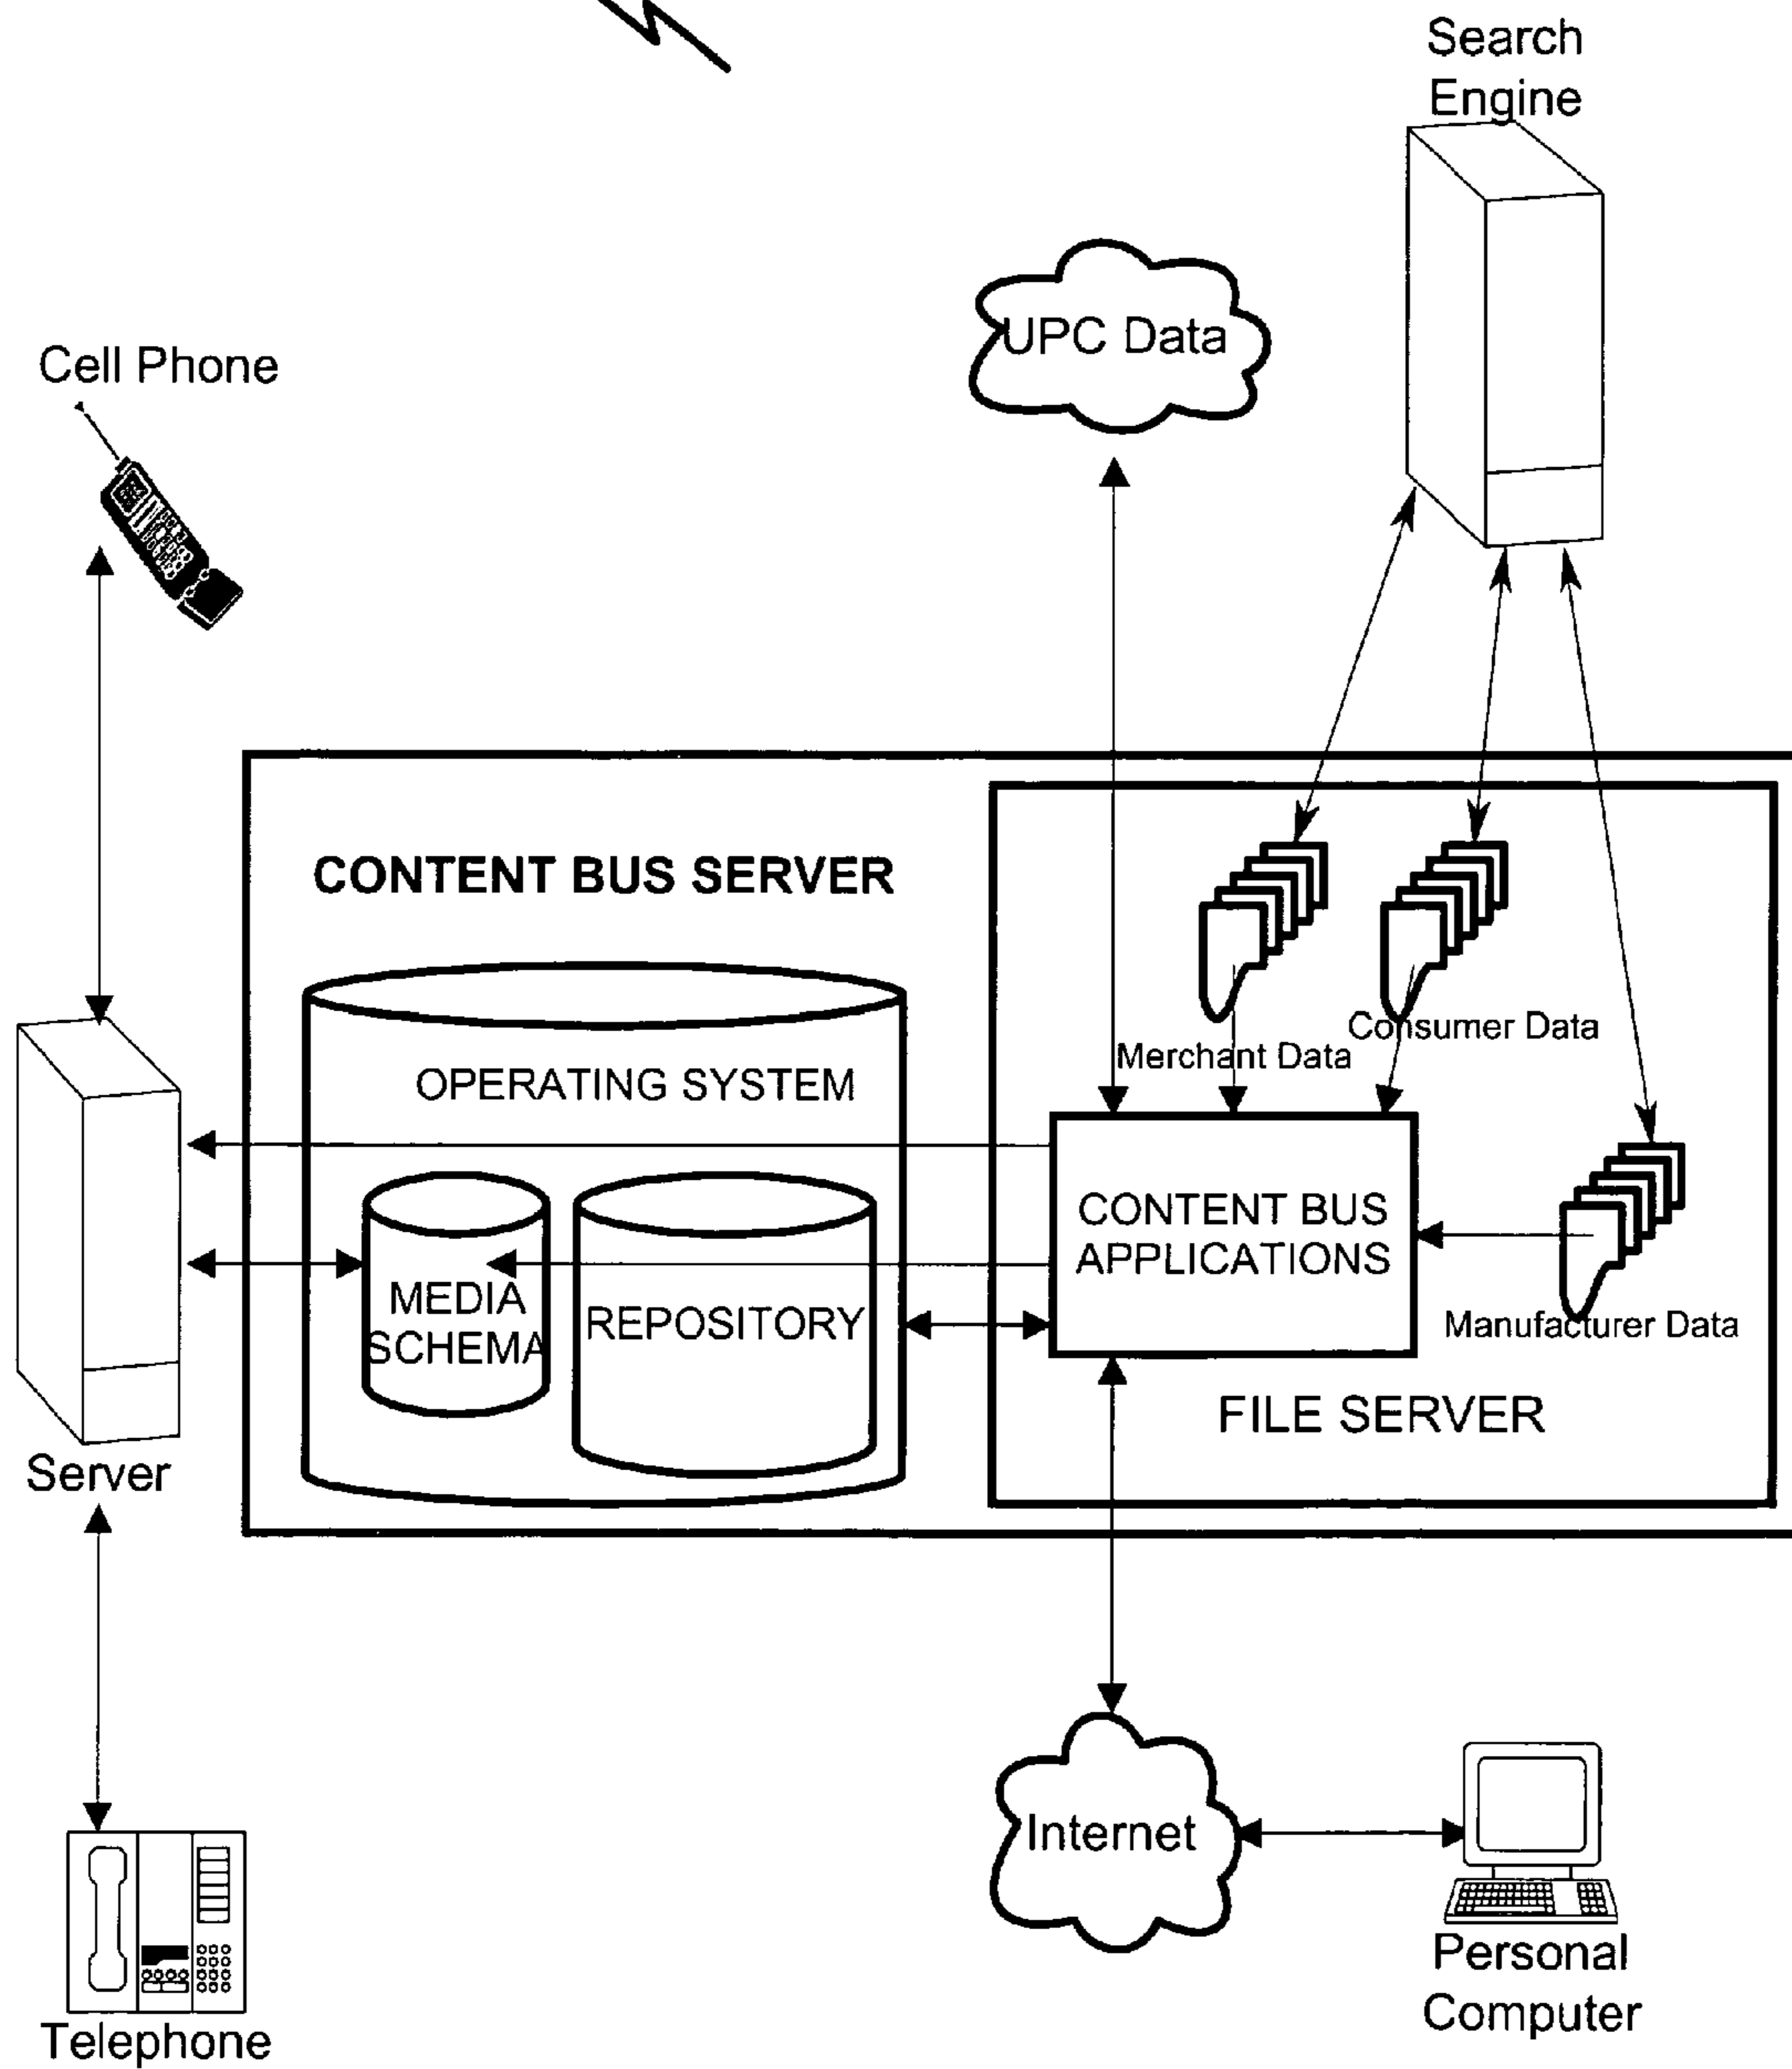 Search
Engine
UPC Data
Cell Phone
CONTENT BUS SERVER
Consumer Data
Merchant Data
OPERATING SYSTEM
CONTENT BUS
APPLICATIONS
MEDIA
SCHEMA
REPOSITORY
Manufacturer Data
FILE SERVER
Server
Internet
Personal
Computer
Telephone